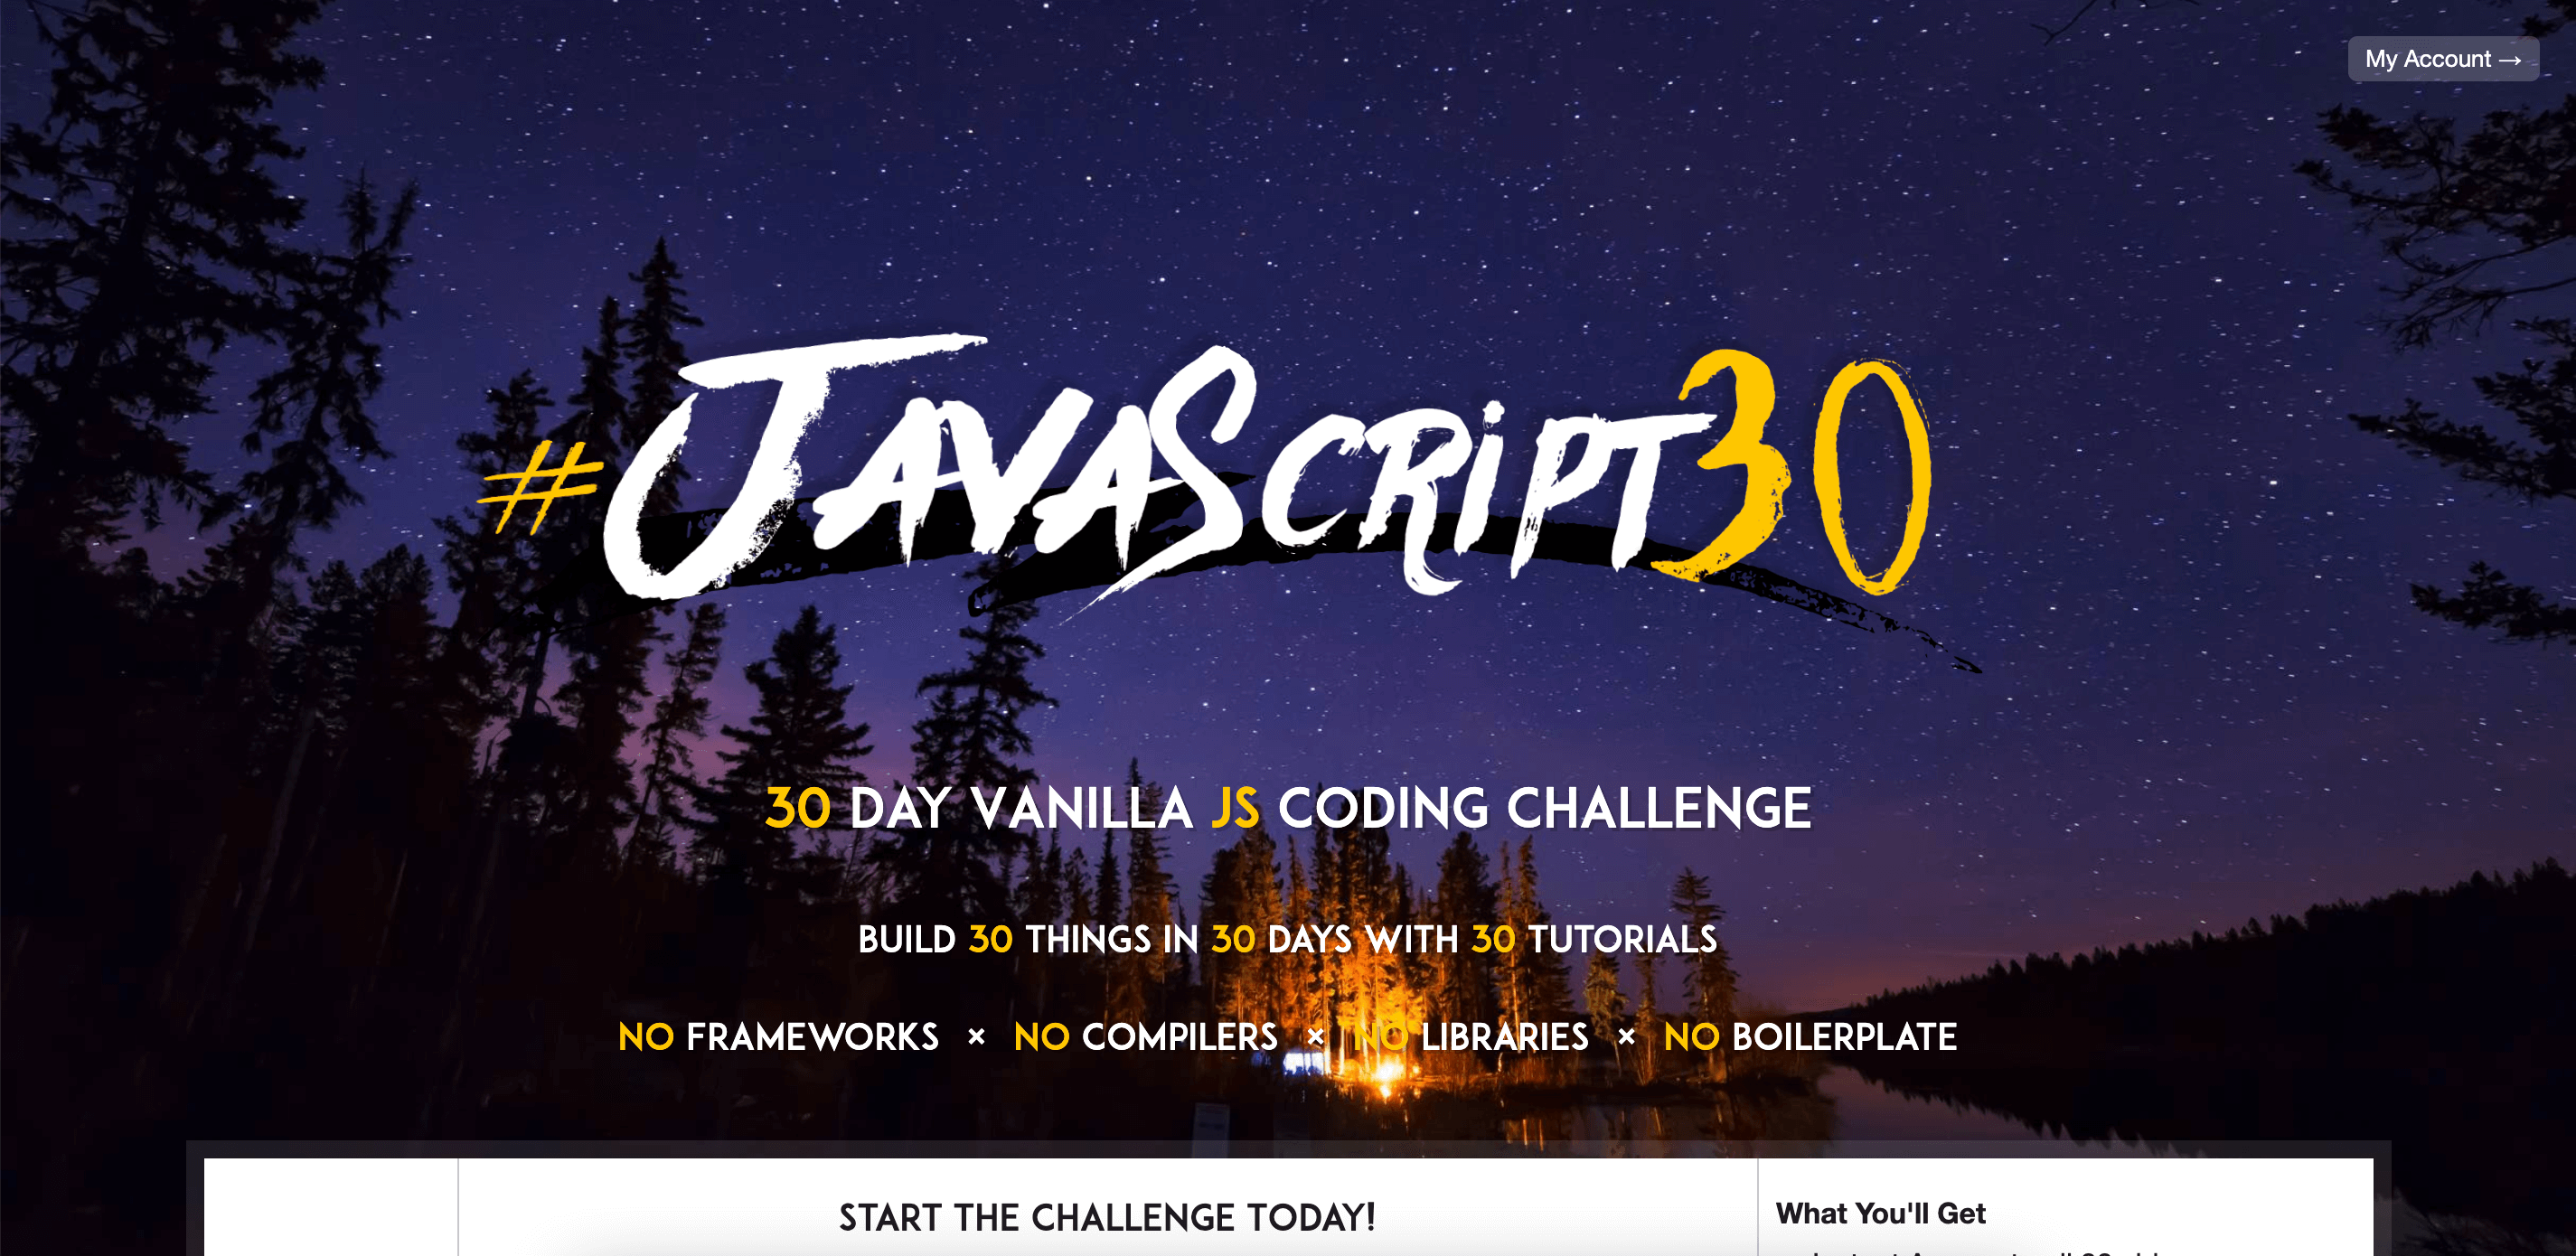 My Account →
#JavaScript30
30 DAY VANILLA JS CODING CHALLENGE
BUILD 30 THINGS IN 30 DAYS WITH 30 TUTORIALS
NO FRAMEWORKS × NO COMPILERS × NO LIBRARIES × NO BOILERPLATE
START THE CHALLENGE TODAY!
What You'll Get